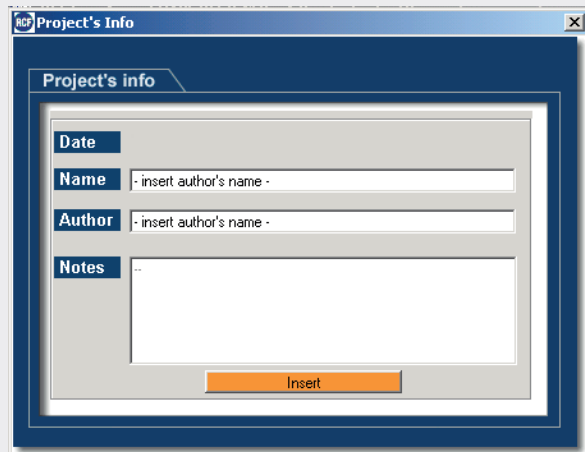 RCF Project's Info
Project's info
Date
Name - insert author's name -
Author - insert author's name -
Notes --
Insert